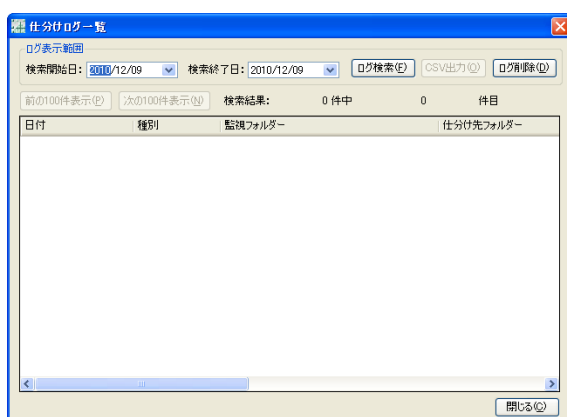 仕分けログ一覧
ログ表示範囲
検索開始日: 2010/12/09 検索終了日: 2010/12/09 ログ検索(F) CSV出力(O) ログ削除(D)
前の100件表示(P) 次の100件表示(N) 検索結果: 0 件中 0 件目
日付 種別 監視フォルダー 仕分け先フォルダー
閉じる(C)